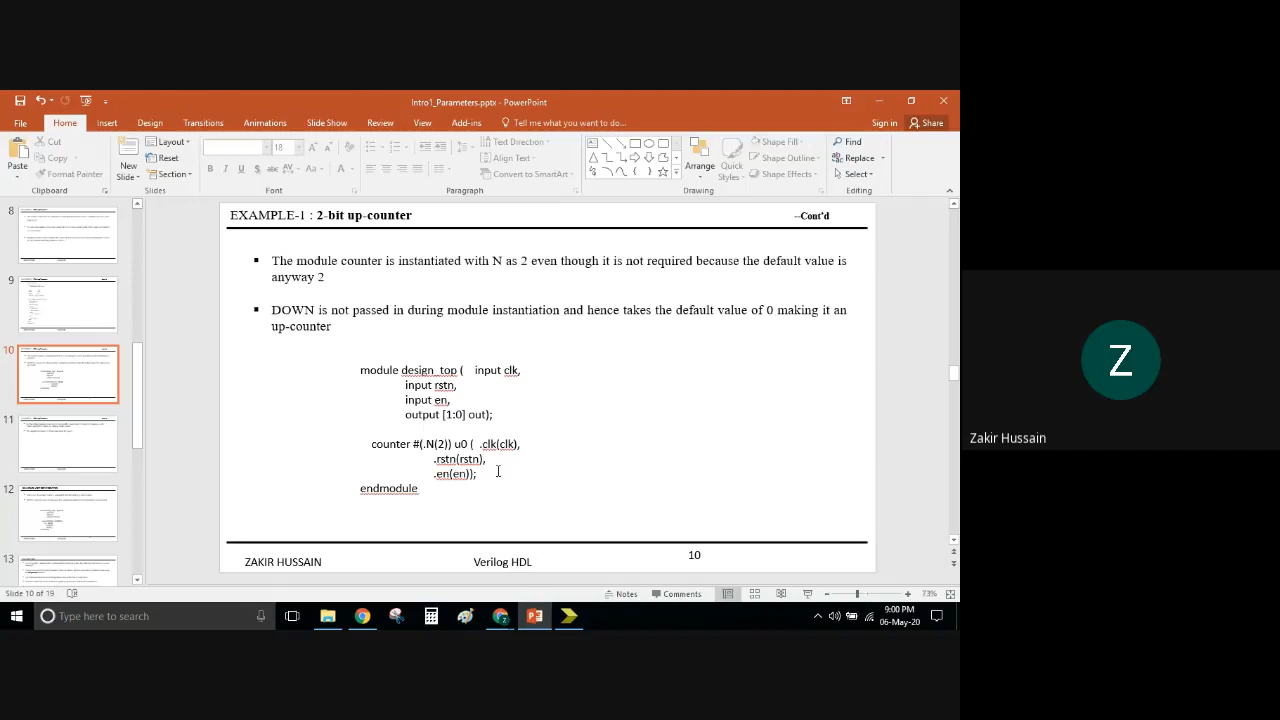 Intro1_Parameters.pptx - PowerPoint
File Home Insert Design Transitions Animations Slide Show Review View Add-ins Tell me what you want to do... Sign in Share
Paste Cut Copy Format Painter
Clipboard
New Slide Layout Reset Section
Slides
18
Font
Text Direction
Align Text
Convert to SmartArt
Paragraph
Arrange Quick Styles
Shape Fill
Shape Outline
Shape Effects
Drawing
Find
Replace
Select
Editing
8
9
10
11
12
13
EXAMPLE-1 : 2-bit up-counter --Cont'd
▪ The module counter is instantiated with N as 2 even though it is not required because the default value is
anyway 2
▪ DOWN is not passed in during module instantiation and hence takes the default value of 0 making it an
up-counter
module design_top ( input clk,
input rstn,
input en,
output [1:0] out);
counter #(.N(2)) u0 ( .clk(clk),
.rstn(rstn),
.en(en));
endmodule
10
ZAKIR HUSSAIN Verilog HDL
Slide 10 of 19 Notes Comments 73%
Type here to search
9:00 PM
06-May-20
Z
Zakir Hussain